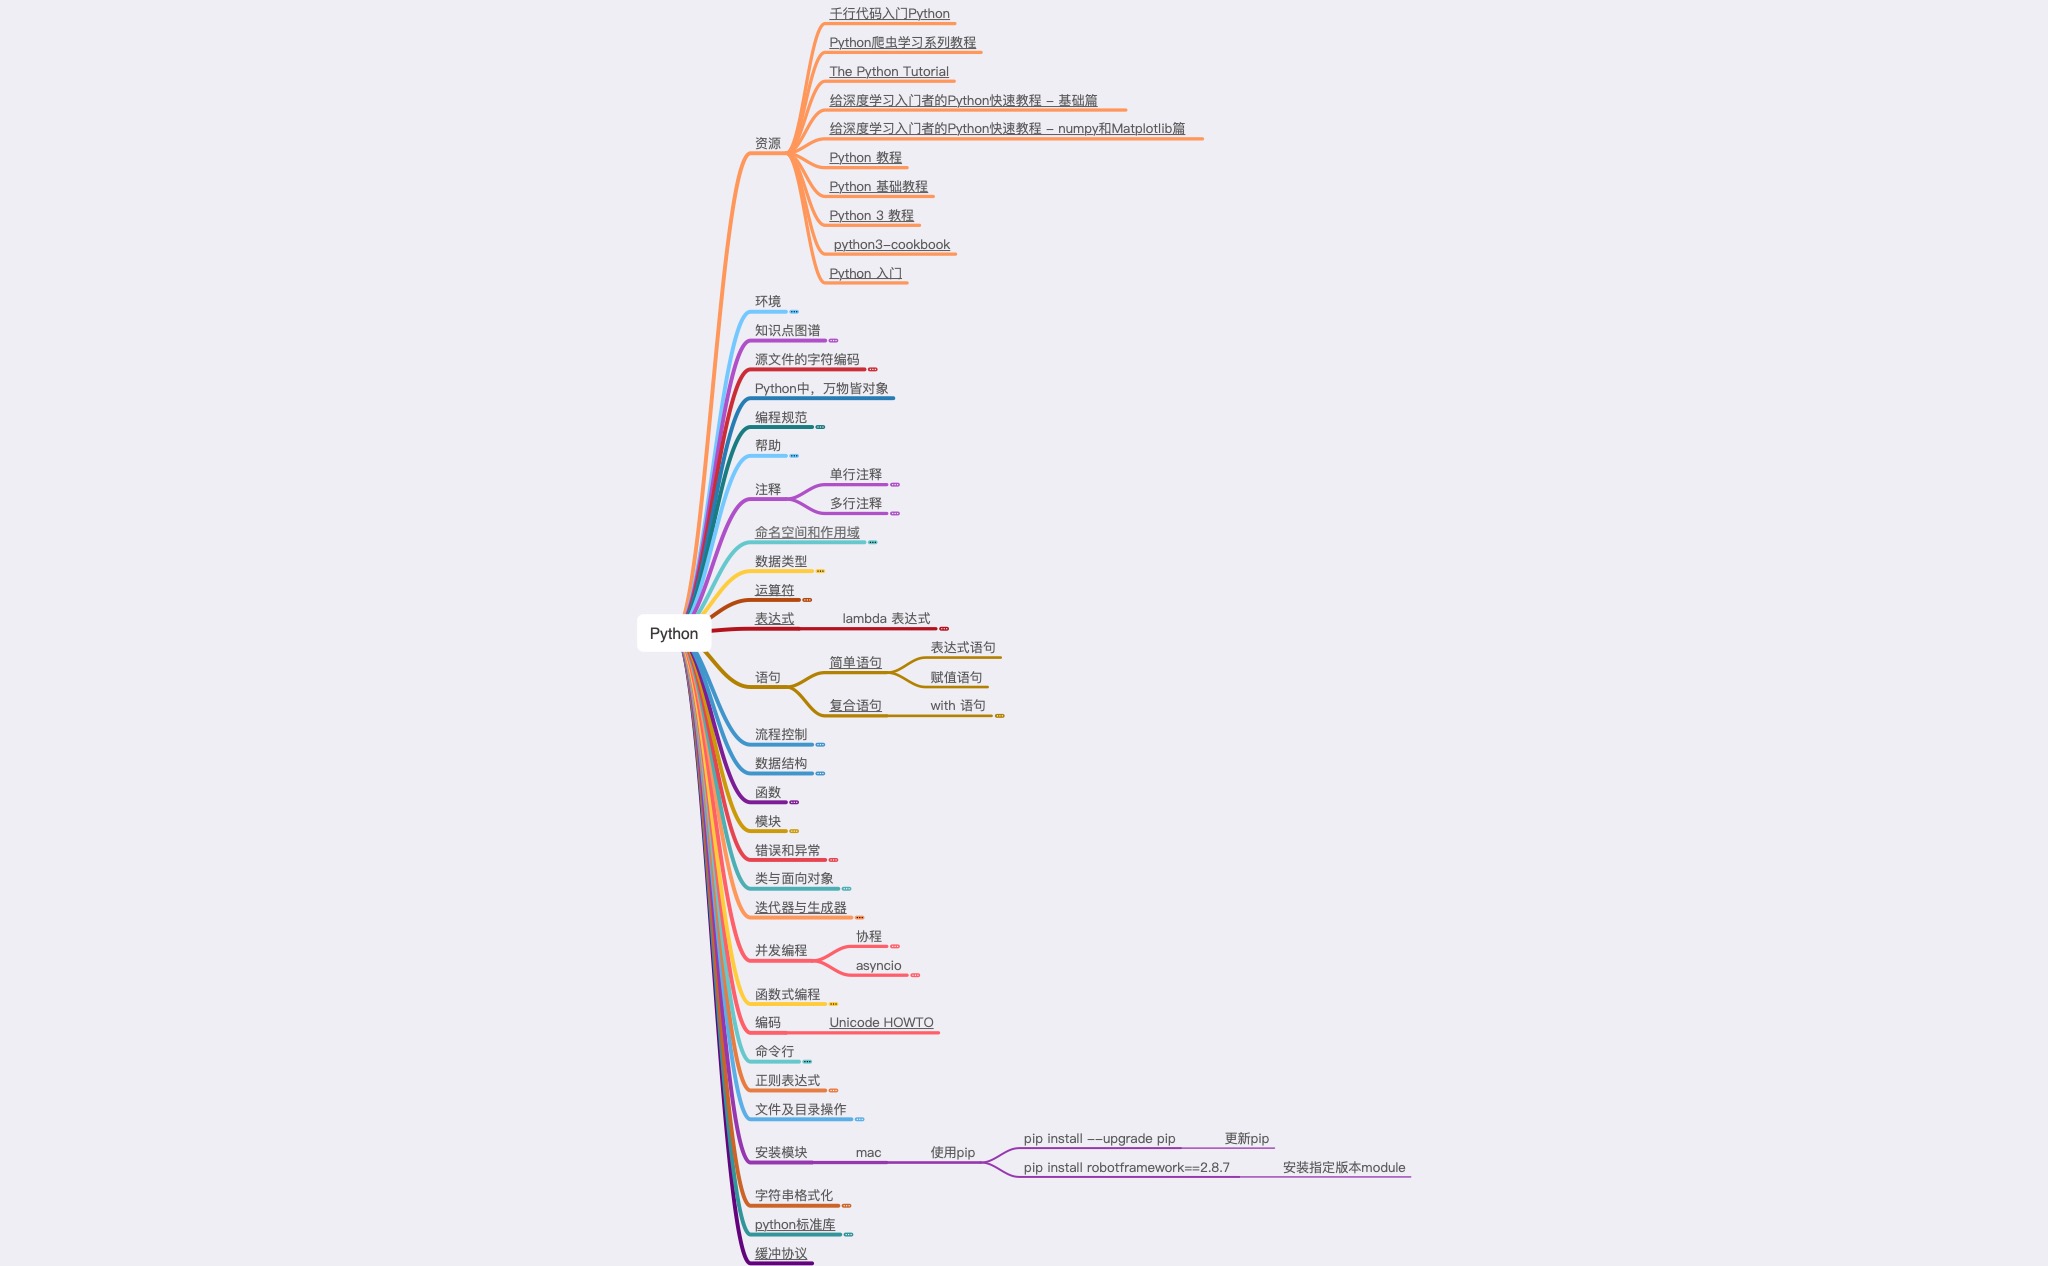 千行代码入门Python
Python爬虫学习系列教程
The Python Tutorial
给深度学习入门者的Python快速教程 - 基础篇
给深度学习入门者的Python快速教程 - numpy和Matplotlib篇
资源
Python 教程
Python 基础教程
Python 3 教程
python3-cookbook
Python 入门
环境
知识点图谱
源文件的字符编码
Python中，万物皆对象
编程规范
帮助
单行注释
注释
多行注释
命名空间和作用域
数据类型
运算符
表达式 lambda 表达式
Python
表达式语句
简单语句
语句 赋值语句
复合语句 with 语句
流程控制
数据结构
函数
模块
错误和异常
类与面向对象
迭代器与生成器
协程
并发编程
asyncio
函数式编程
编码 Unicode HOWTO
命令行
正则表达式
文件及目录操作
pip install --upgrade pip 更新pip
安装模块 mac 使用pip
pip install robotframework==2.8.7 安装指定版本module
字符串格式化
python标准库
缓冲协议